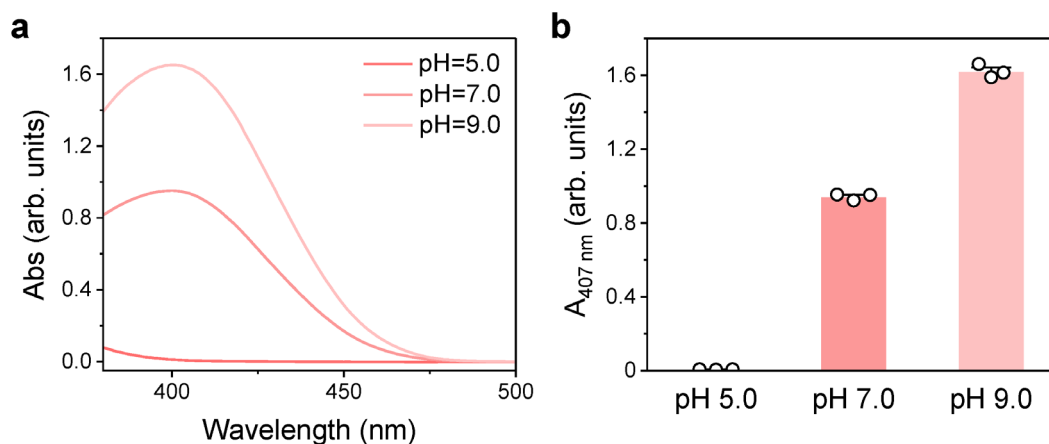 a
pH=5.0
pH=7.0
pH=9.0
1.6
1.2
0.8
0.4
0.0
Abs (arb. units)
400
450
500
Wavelength (nm)
b
1.6
1.2
0.8
0.4
0
A407 nm (arb. units)
pH 5.0
pH 7.0
pH 9.0